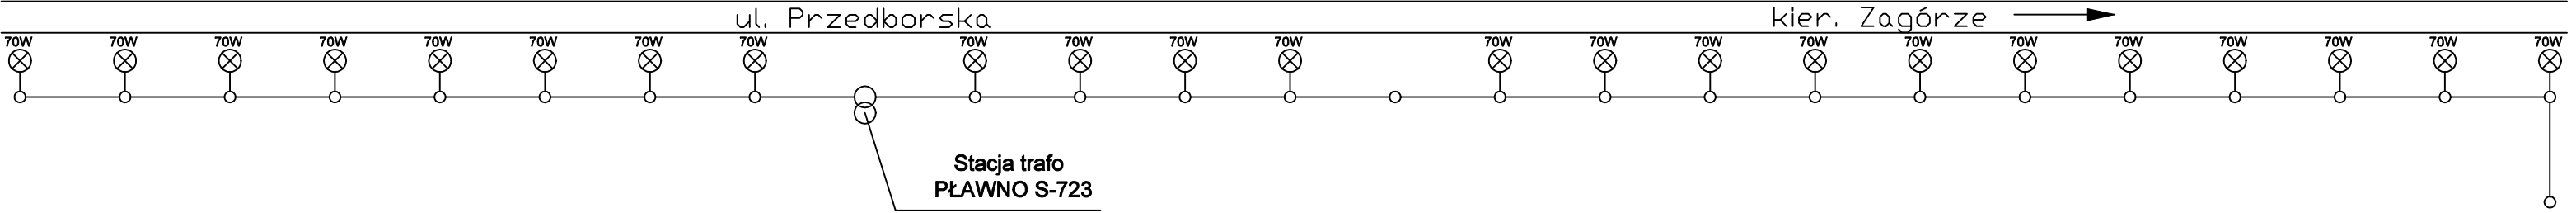 ul. Przedborska kier. Zagórze
70W 70W 70W 70W 70W 70W 70W 70W 70W 70W 70W 70W 70W 70W 70W 70W 70W 70W 70W 70W 70W 70W 70W
Stacja trafo
PŁAWNO S-723